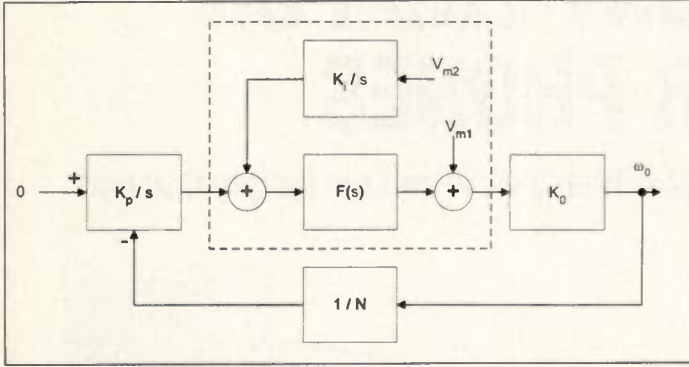 K_i / s
V_m2
V_m1
0
+
K_p / s
+
F(s)
+
K_0
ω_0
-
1 / N